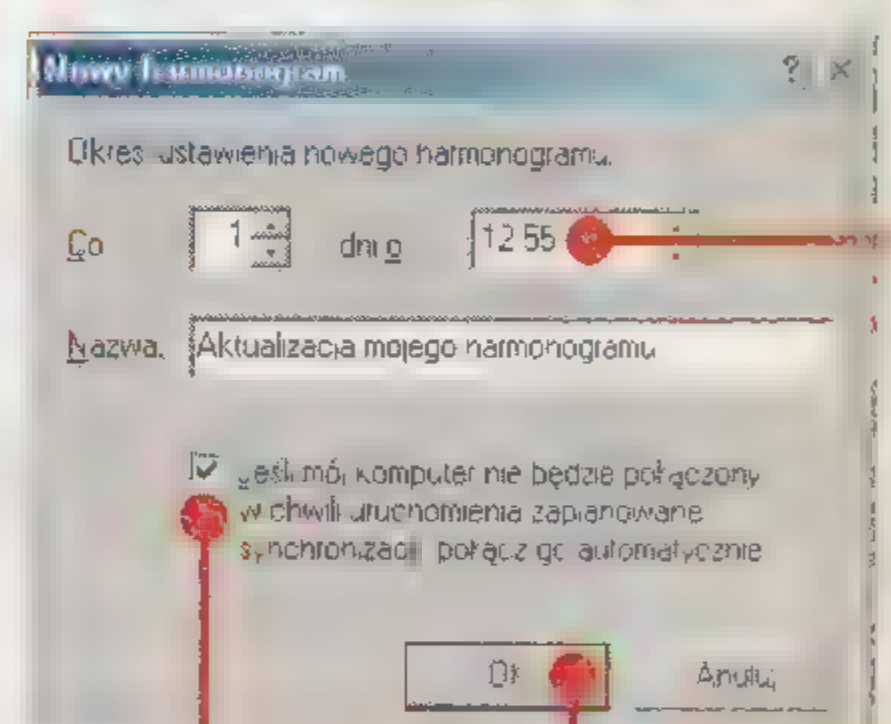 Nowy harmonogram
Okres ustawienia nowego harmonogramu.
Co 1 dni o 12 55
Nazwa. Aktualizacja mojego harmonogramu
Jeśli mój komputer nie będzie połączony
w chwili uruchomienia zaplanowane
synchronizacji połącz go automatycznie
OK Anuluj